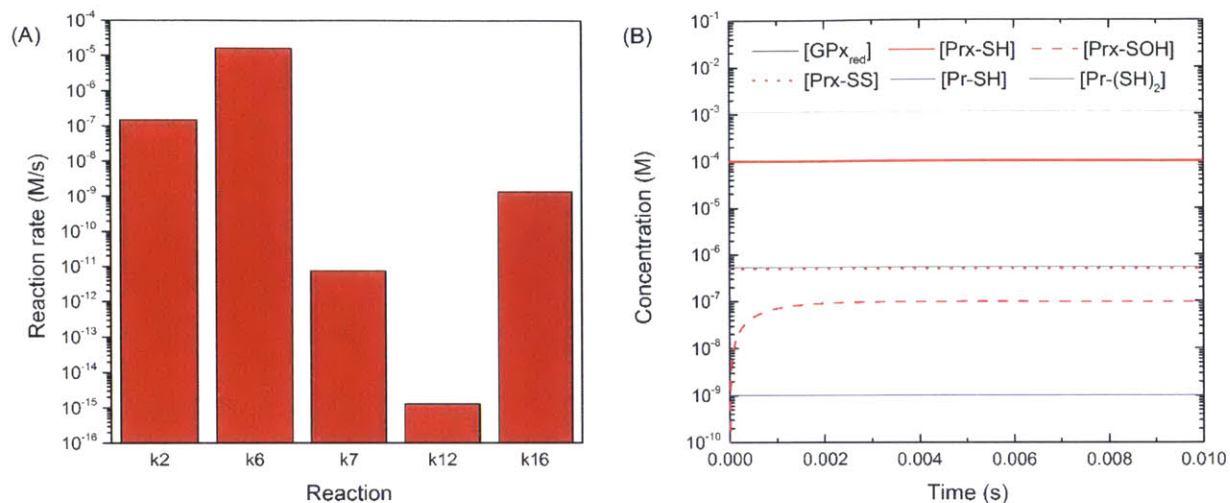 (A)
Reaction rate (M/s)
10⁻⁴
10⁻⁵
10⁻⁶
10⁻⁷
10⁻⁸
10⁻⁹
10⁻¹⁰
10⁻¹¹
10⁻¹²
10⁻¹³
10⁻¹⁴
10⁻¹⁵
10⁻¹⁶
k2 k6 k7 k12 k16
Reaction
(B)
Concentration (M)
10⁻¹
10⁻²
10⁻³
10⁻⁴
10⁻⁵
10⁻⁶
10⁻⁷
10⁻⁸
10⁻⁹
10⁻¹⁰
[GPx_red] [Prx-SH] [Prx-SOH]
[Prx-SS] [Pr-SH] [Pr-(SH)₂]
0.000 0.002 0.004 0.006 0.008 0.010
Time (s)